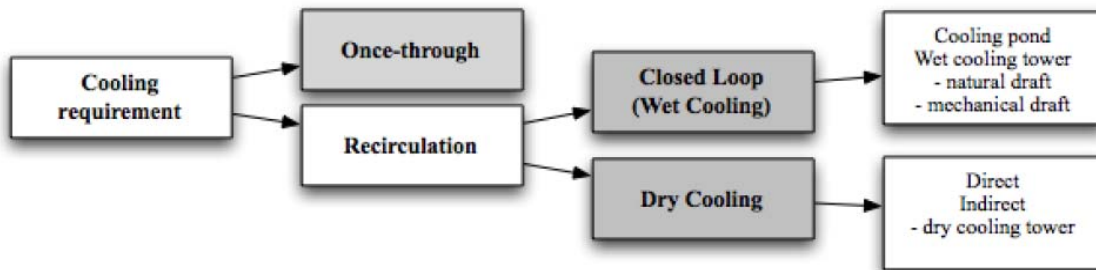 Cooling
requirement
Once-through
Recirculation
Closed Loop
(Wet Cooling)
Dry Cooling
Cooling pond
Wet cooling tower
- natural draft
- mechanical draft
Direct
Indirect
- dry cooling tower